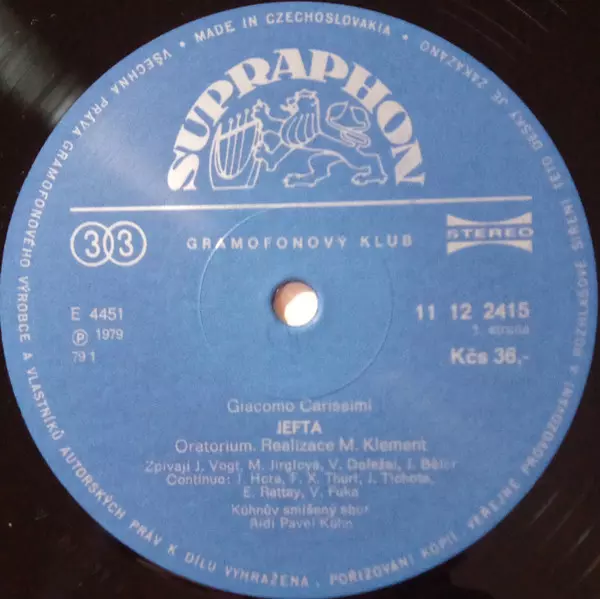 VŠECHNA PRÁVA GRAMOFONOVÉHO VÝROBCE A VLASTNÍKŮ AUTORSKÝCH PRÁV K DÍLU VYHRAŽENA. POŘIZOVÁNÍ KOPIÍ, VEŘEJNÉ PROVOZOVÁNÍ A ROZHLASOVÉ ŠÍŘENÍ TÉTO DESKY JE ZAKÁZÁNO
MADE IN CZECHOSLOVAKIA
SUPRAPHON
33
GRAMOFONOVÝ KLUB
STEREO
E 4451
11 12 2415
℗ 1979
1. strana
79 1
Kčs 36,-
Giacomo Carissimi
JEFTA
Oratorium. Realizace M. Klement
Zpívají J. Vogt, M. Jirglová, V. Doležal,
Continuo: J. Hora, F. X. Thuri, J. Tichota,
E. Rattay, V. Fuka
Kühnův smíšený sbor
Řídí Pavel Kühn